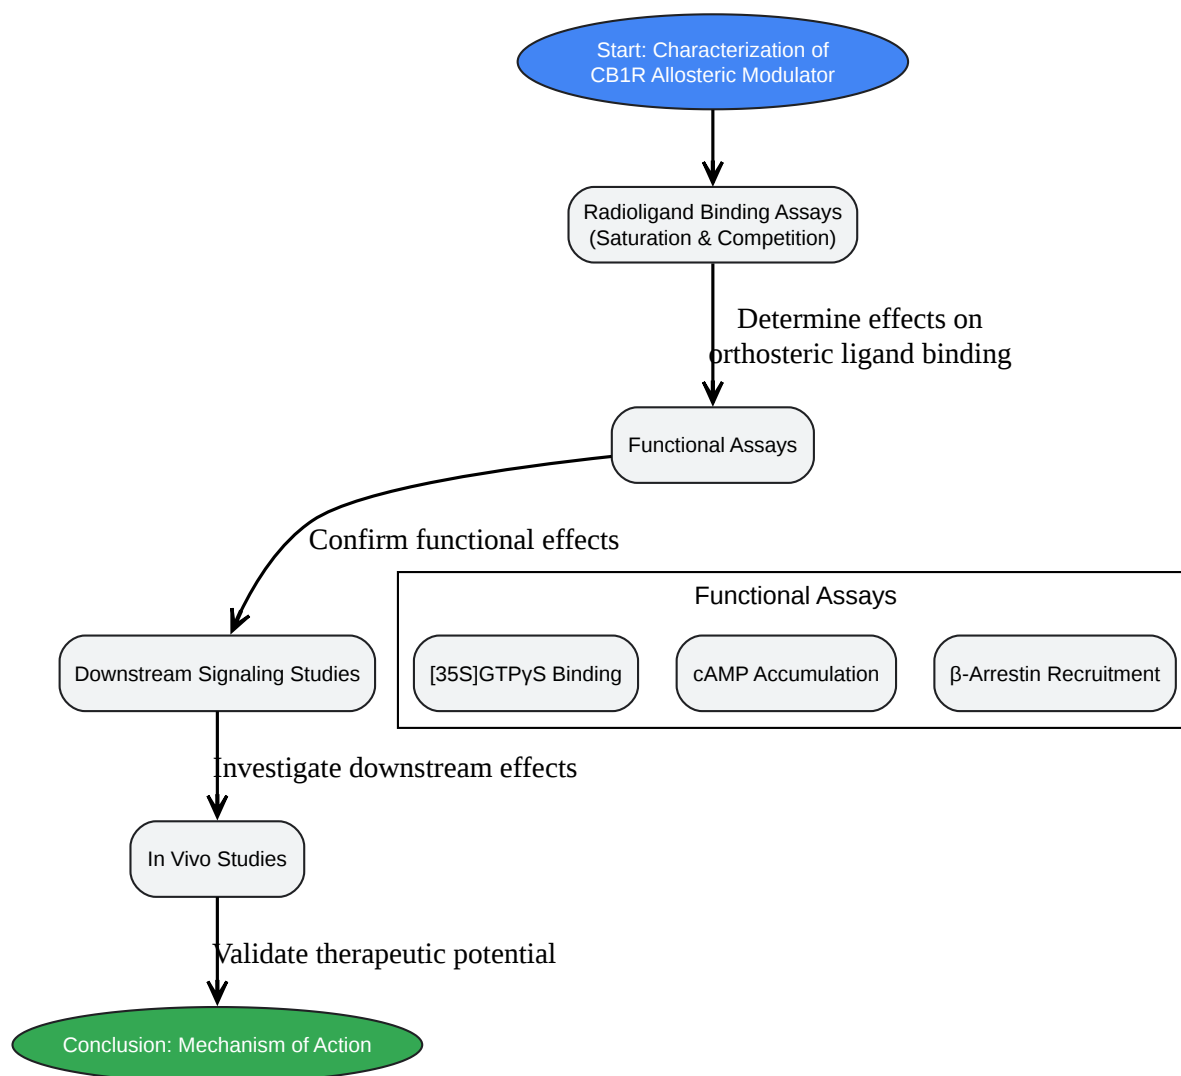 Start: Characterization of
CB1R Allosteric Modulator
Radioligand Binding Assays
(Saturation & Competition)
Determine effects on
orthosteric ligand binding
Functional Assays
Confirm functional effects
Functional Assays
Downstream Signaling Studies
[35S]GTPγS Binding
cAMP Accumulation
β-Arrestin Recruitment
Investigate downstream effects
In Vivo Studies
Validate therapeutic potential
Conclusion: Mechanism of Action